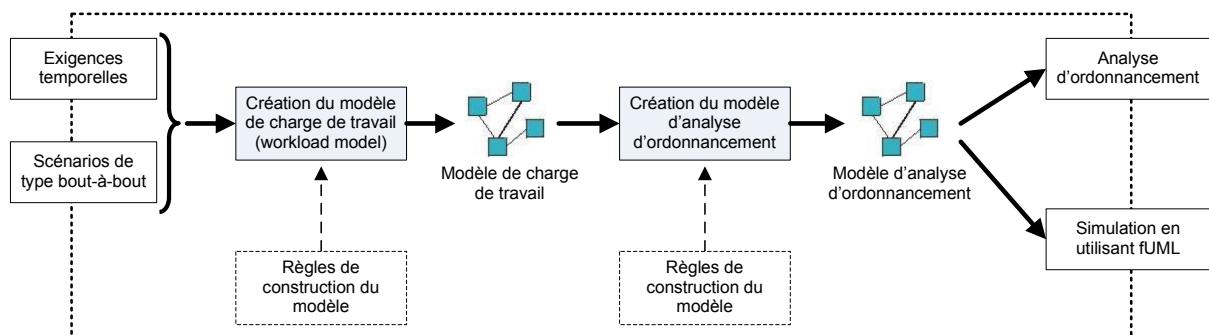 Exigences
temporelles
Scénarios de
type bout-à-bout
Création du modèle
de charge de travail
(workload model)
Règles de
construction du
modèle
Modèle de charge
de travail
Création du modèle
d'analyse
d'ordonnancement
Règles de
construction du
modèle
Modèle d'analyse
d'ordonnancement
Analyse
d'ordonnancement
Simulation en
utilisant fUML